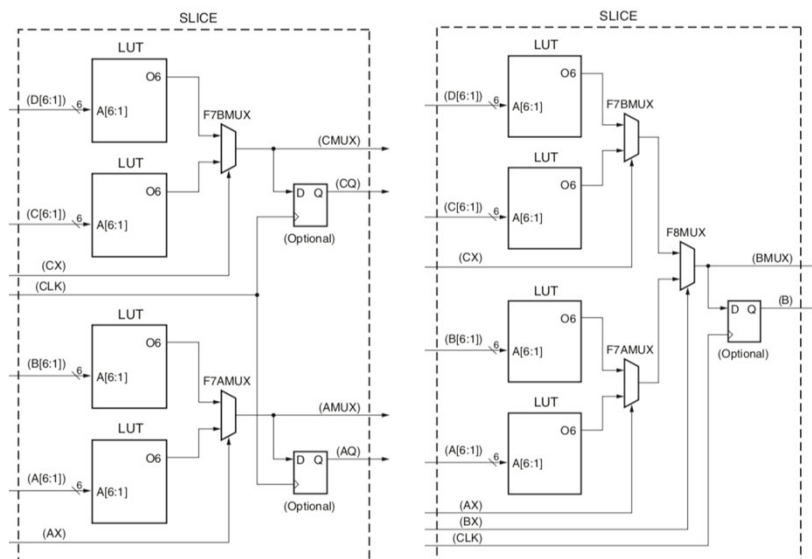 SLICE
LUT
O6
(D[6:1])
6
A[6:1]
F7BMUX
(CMUX)
LUT
D Q
(CQ)
O6
(C[6:1])
6
A[6:1]
(Optional)
(CX)
(CLK)
LUT
O6
(B[6:1])
6
A[6:1]
F7AMUX
(AMUX)
LUT
D Q
(AQ)
O6
(A[6:1])
6
A[6:1]
(Optional)
(AX)
SLICE
LUT
O6
(D[6:1])
6
A[6:1]
F7BMUX
LUT
O6
(C[6:1])
6
A[6:1]
F8MUX
(CX)
(BMUX)
LUT
D Q
(B)
O6
(B[6:1])
6
A[6:1]
F7AMUX
(Optional)
LUT
O6
(A[6:1])
6
A[6:1]
(AX)
(BX)
(CLK)